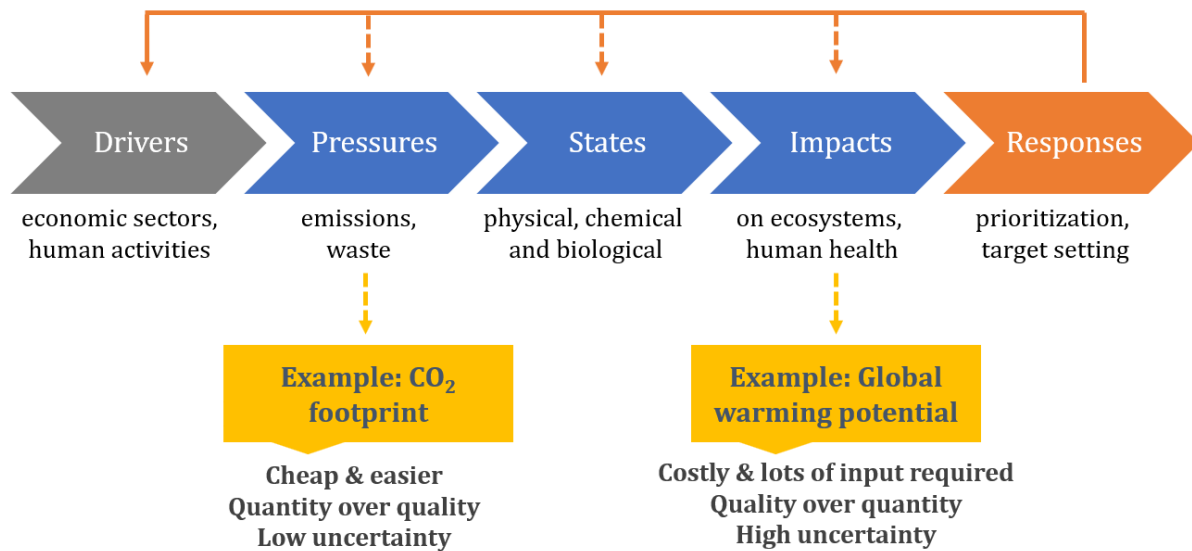 Drivers
Pressures
States
Impacts
Responses
economic sectors,
human activities
emissions,
waste
physical, chemical
and biological
on ecosystems,
human health
prioritization,
target setting
Example: CO₂
footprint
Cheap & easier
Quantity over quality
Low uncertainty
Example: Global
warming potential
Costly & lots of input required
Quality over quantity
High uncertainty